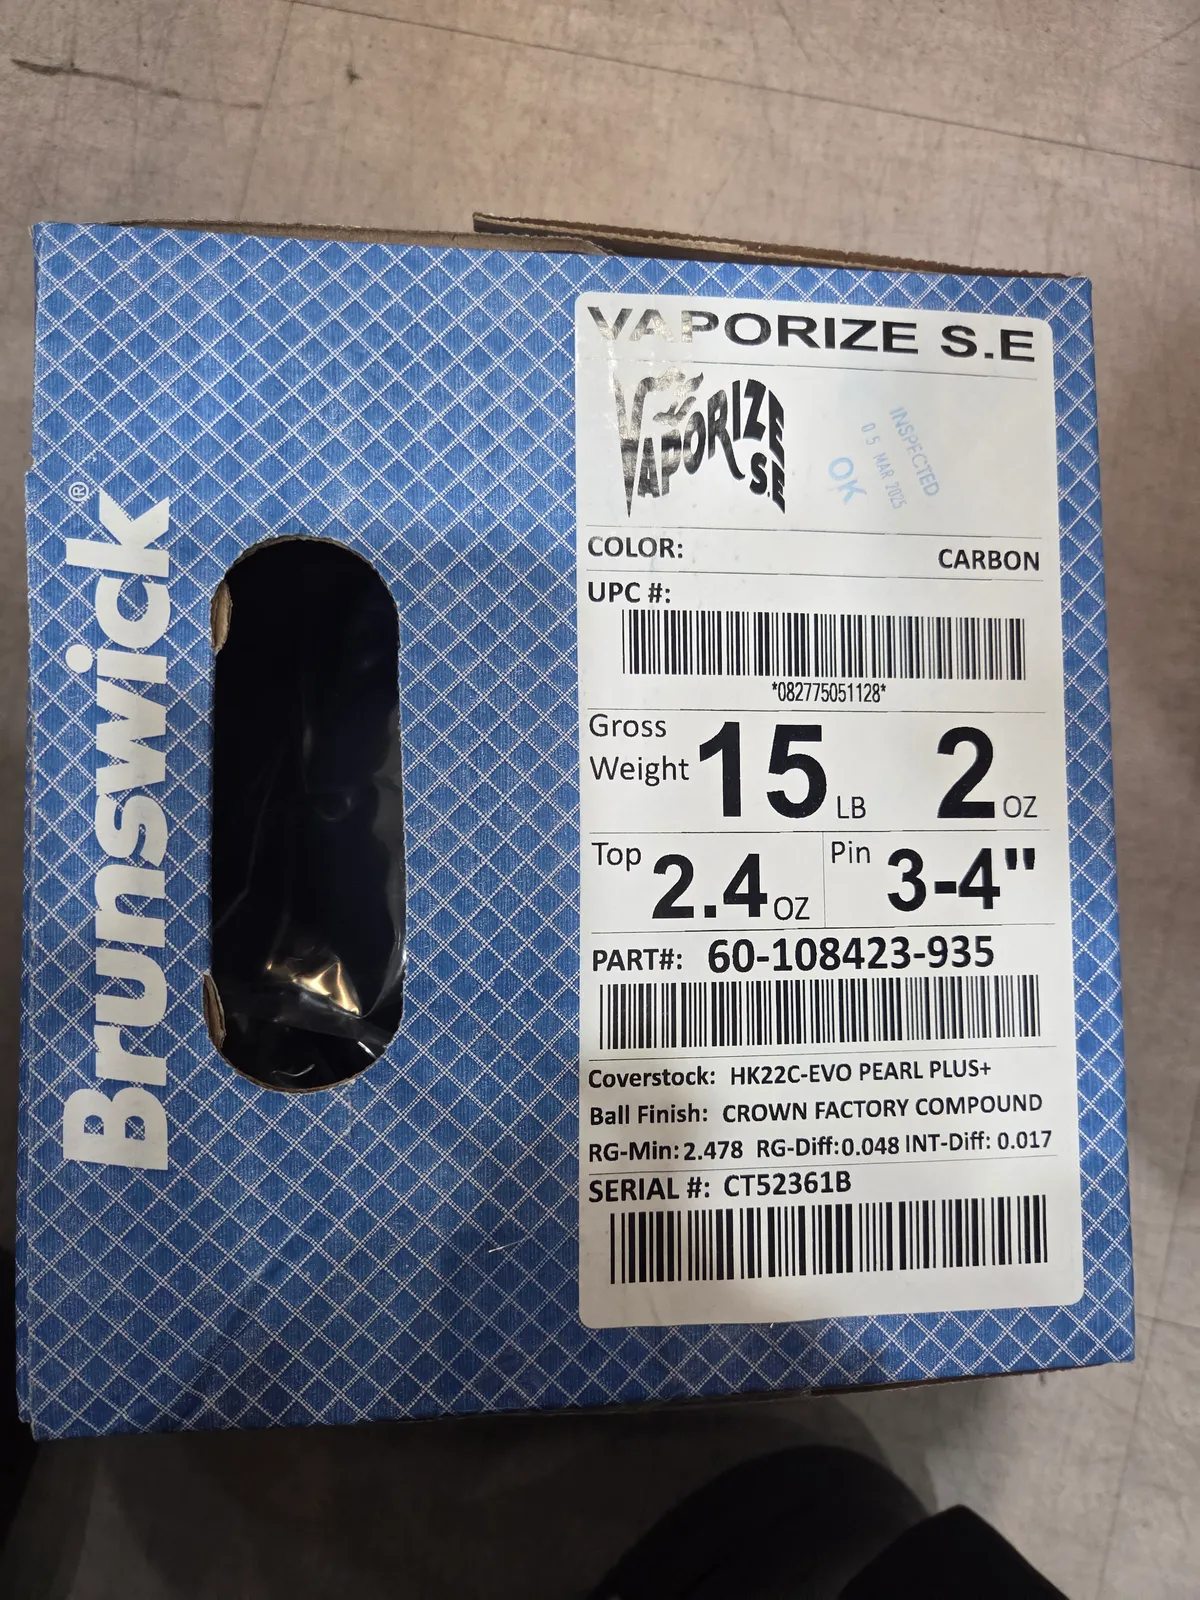 Brunswick®
VAPORIZE S.E
VAPORIZE
S.E
INSPECTED
05 MAR 2025
OK
COLOR: CARBON
UPC #:
*082775051128*
Gross
Weight 15 LB 2 OZ
Top 2.4 OZ Pin 3-4"
PART#: 60-108423-935
Coverstock: HK22C-EVO PEARL PLUS+
Ball Finish: CROWN FACTORY COMPOUND
RG-Min: 2.478 RG-Diff:0.048 INT-Diff: 0.017
SERIAL #: CT52361B